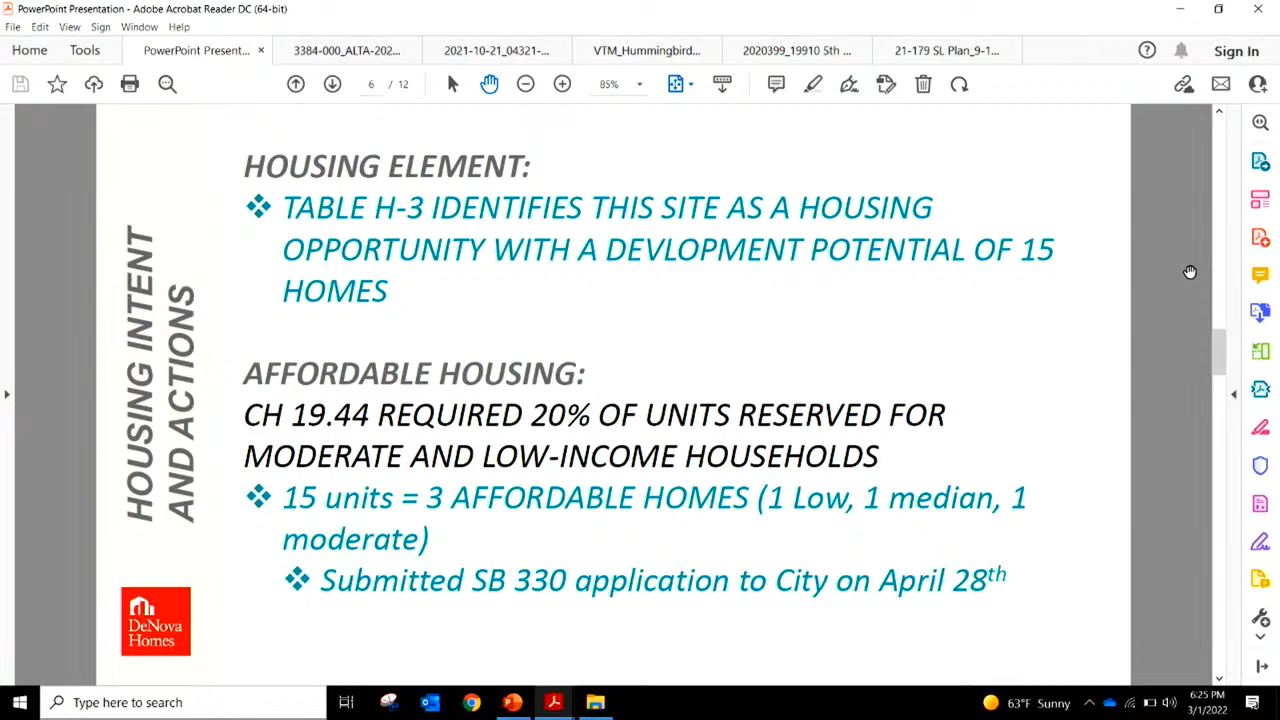 PowerPoint Presentation - Adobe Acrobat Reader DC (64-bit)
File Edit View Sign Window Help
Home Tools PowerPoint Present... × 3384-000_ALTA-202... 2021-10-21_04321-... VTM_Hummingbird... 2020399_19910 5th ... 21-179 SL Plan_9-1... Sign In
6 / 12 85%
HOUSING INTENT
AND ACTIONS
HOUSING ELEMENT:
❖ TABLE H-3 IDENTIFIES THIS SITE AS A HOUSING
OPPORTUNITY WITH A DEVLOPMENT POTENTIAL OF 15
HOMES
AFFORDABLE HOUSING:
CH 19.44 REQUIRED 20% OF UNITS RESERVED FOR
MODERATE AND LOW-INCOME HOUSEHOLDS
❖ 15 units = 3 AFFORDABLE HOMES (1 Low, 1 median, 1
moderate)
❖ Submitted SB 330 application to City on April 28th
DeNova
Homes
Type here to search
63°F Sunny
6:25 PM
3/1/2022